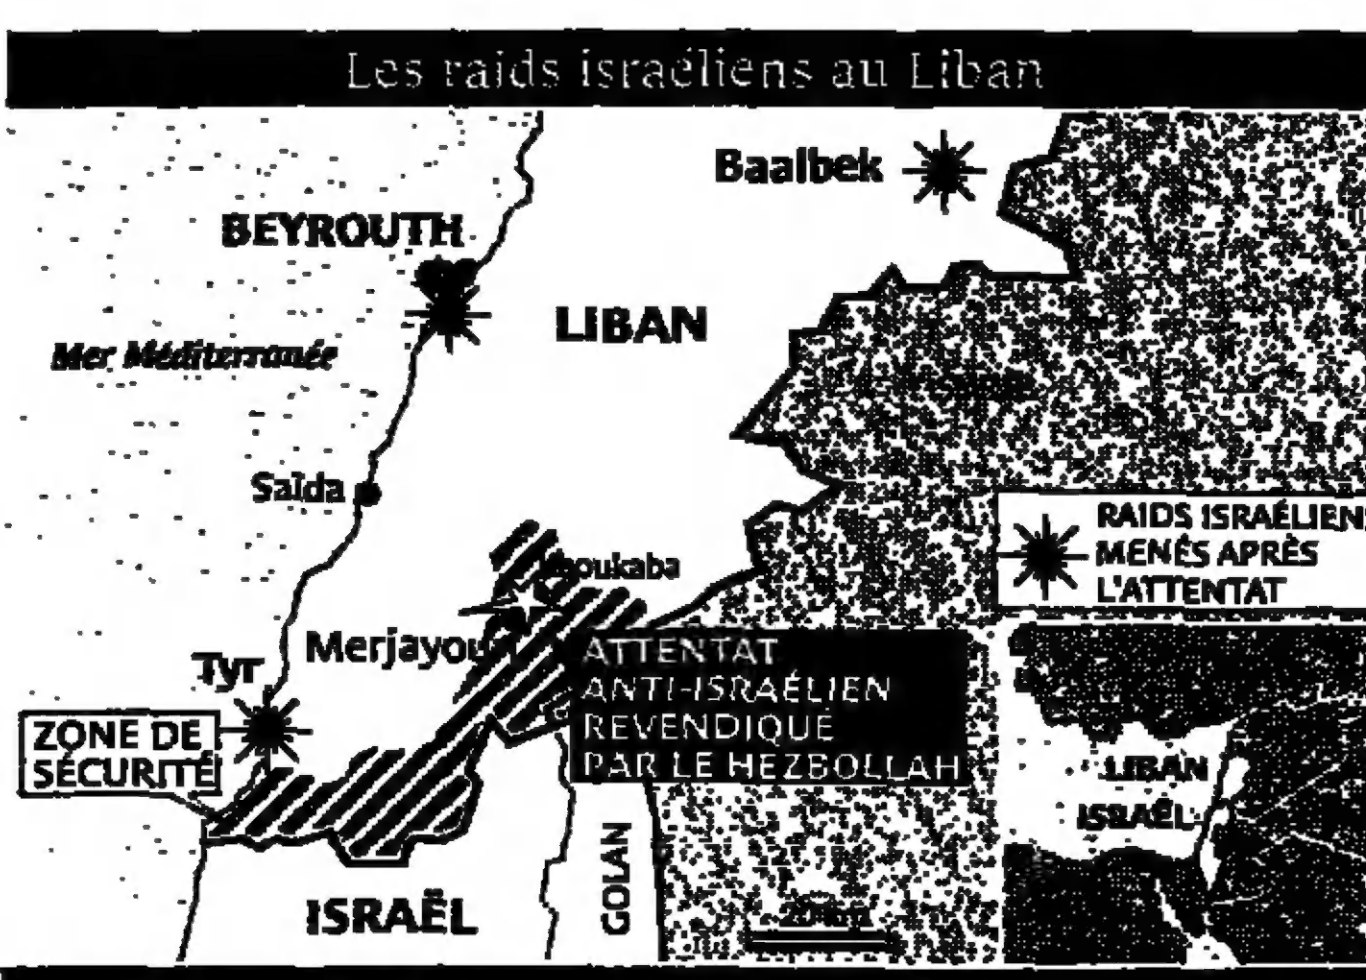 Les raids israéliens au Liban
Baalbek
BEYROUTH
LIBAN
Mer Méditerranée
Saïda
RAIDS ISRAÉLIENS
MENÉS APRÈS
L'ATTENTAT
Merjayoun
Tyr
ATTENTAT
ANTI-ISRAÉLIEN
REVENDIQUÉ
PAR LE HEZBOLLAH
ZONE DE
SÉCURITÉ
LIBAN
ISRAËL
GOLAN
ISRAËL
20 km